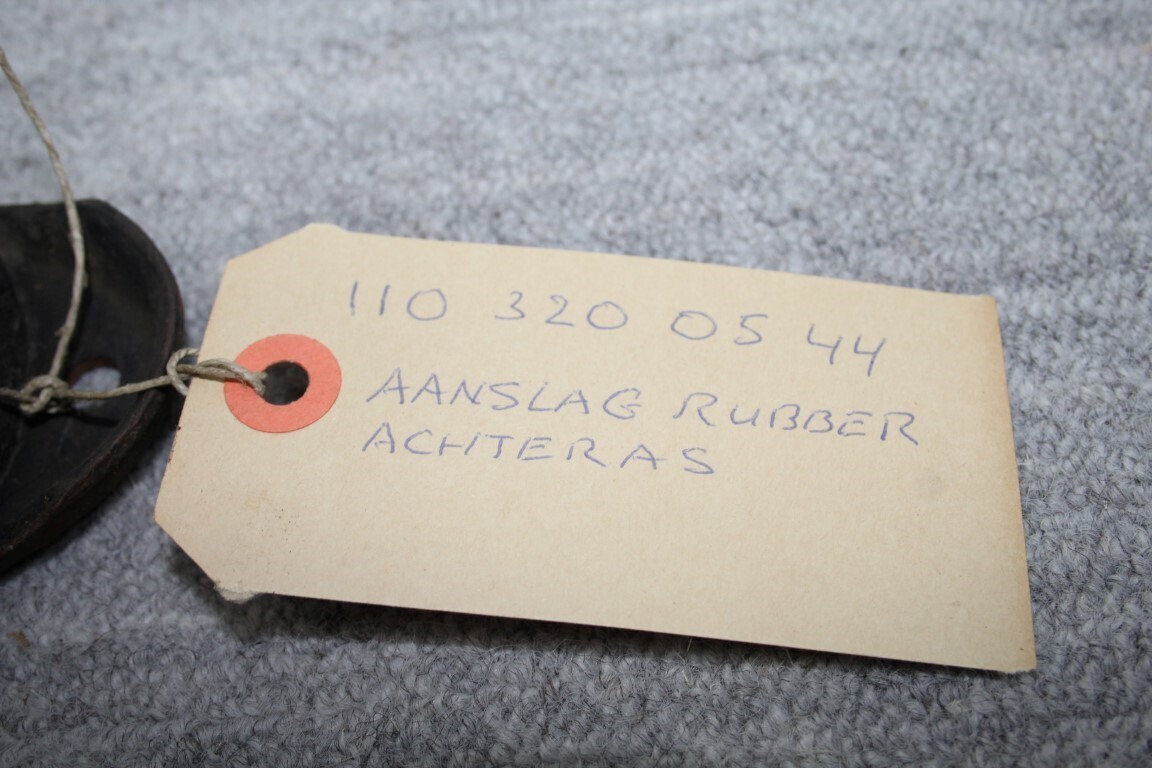 110 320 05 44
AANSLAG RUBBER
ACHTERAS